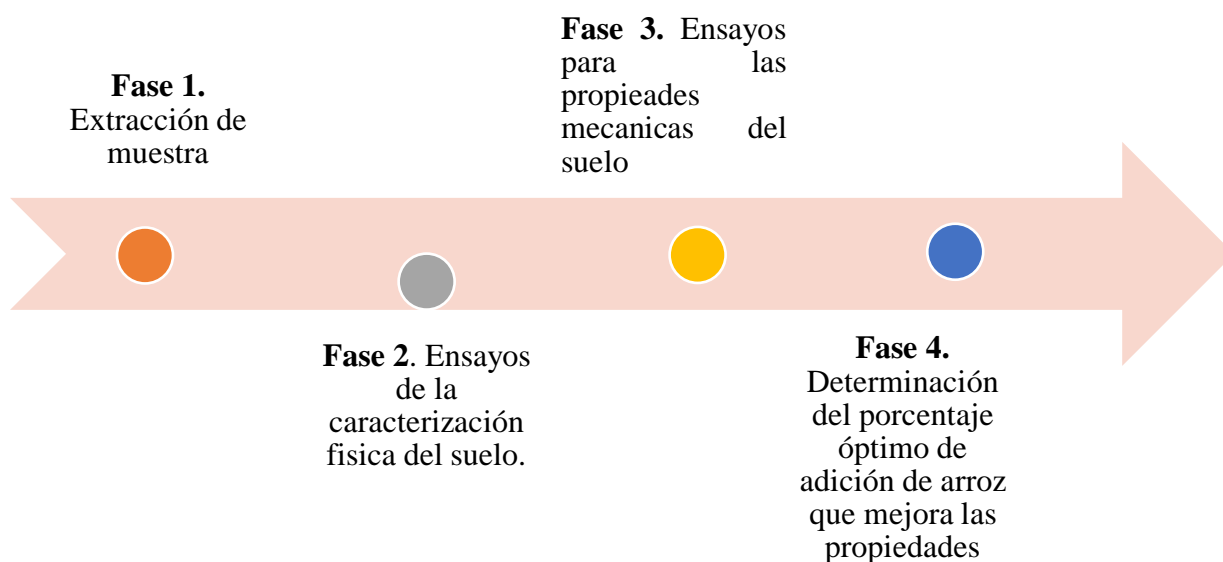 Fase 1.
Extracción de
muestra
Fase 2. Ensayos
de la
caracterización
fisica del suelo.
Fase 3. Ensayos
para las
propieades
mecanicas del
suelo
Fase 4.
Determinación
del porcentaje
óptimo de
adición de arroz
que mejora las
propiedades